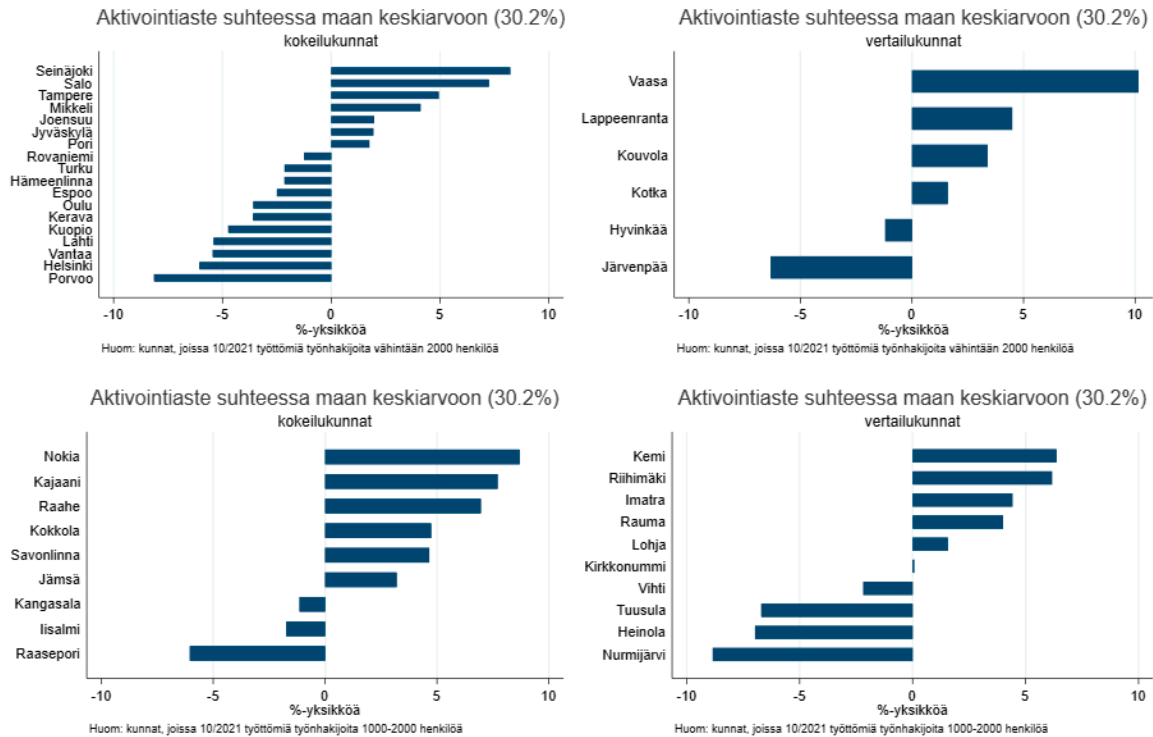 Aktivointiaste suhteessa maan keskiarvoon (30.2%)
kokeilukunnat
Seinäjoki
Salo
Tampere
Mikkeli
Joensuu
Jyväskylä
Pori
Rovaniemi
Turku
Hämeenlinna
Espoo
Oulu
Kerava
Kuopio
Lahti
Vantaa
Helsinki
Porvoo
-10 -5 0 5 10
%-yksikköä
Huom: kunnat, joissa 10/2021 työttömiä työnhakijoita vähintään 2000 henkilöä
Aktivointiaste suhteessa maan keskiarvoon (30.2%)
vertailukunnat
Vaasa
Lappeenranta
Kouvola
Kotka
Hyvinkää
Järvenpää
-10 -5 0 5 10
%-yksikköä
Huom: kunnat, joissa 10/2021 työttömiä työnhakijoita vähintään 2000 henkilöä
Aktivointiaste suhteessa maan keskiarvoon (30.2%)
kokeilukunnat
Nokia
Kajaani
Raahe
Kokkola
Savonlinna
Jämsä
Kangasala
Iisalmi
Raasepori
-10 -5 0 5 10
%-yksikköä
Huom: kunnat, joissa 10/2021 työttömiä työnhakijoita 1000-2000 henkilöä
Aktivointiaste suhteessa maan keskiarvoon (30.2%)
vertailukunnat
Kemi
Riihimäki
Imatra
Rauma
Lohja
Kirkkonummi
Vihti
Tuusula
Heinola
Nurmijärvi
-10 -5 0 5 10
%-yksikköä
Huom: kunnat, joissa 10/2021 työttömiä työnhakijoita 1000-2000 henkilöä